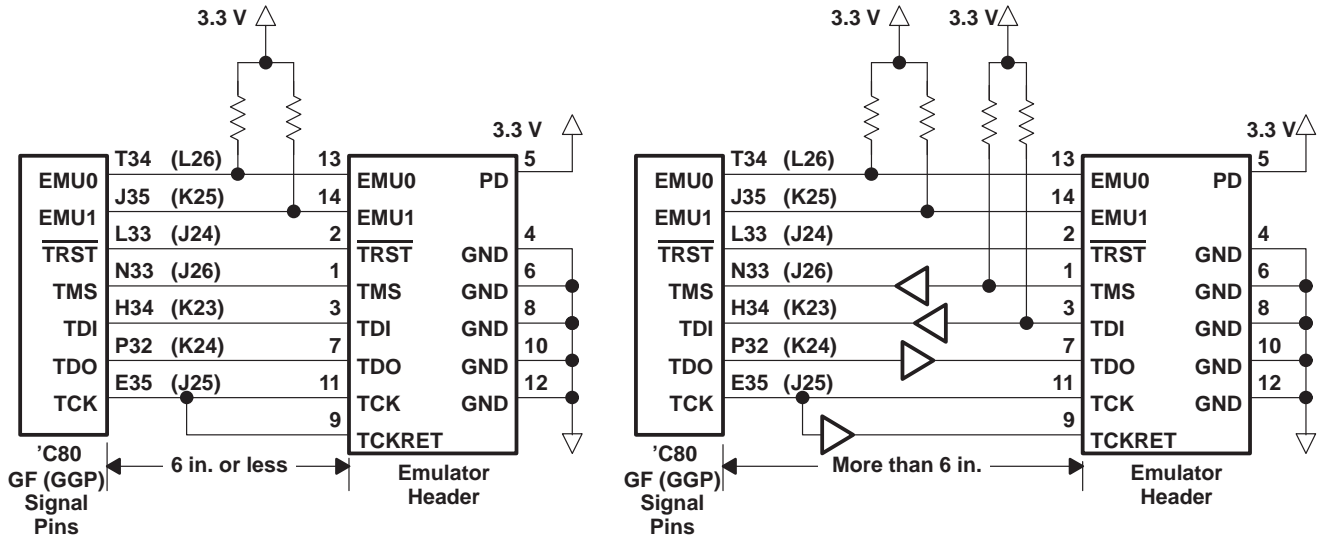 3.3 V
3.3 V
'C80
GF (GGP)
Signal
Pins
EMU0
EMU1
TRST
TMS
TDI
TDO
TCK
T34 (L26)
J35 (K25)
L33 (J24)
N33 (J26)
H34 (K23)
P32 (K24)
E35 (J25)
13
14
2
1
3
7
11
9
EMU0
EMU1
TRST
TMS
TDI
TDO
TCK
TCKRET
PD
GND
GND
GND
GND
GND
5
4
6
8
10
12
6 in. or less
Emulator
Header
3.3 V
3.3 V
3.3 V
'C80
GF (GGP)
Signal
Pins
EMU0
EMU1
TRST
TMS
TDI
TDO
TCK
T34 (L26)
J35 (K25)
L33 (J24)
N33 (J26)
H34 (K23)
P32 (K24)
E35 (J25)
13
14
2
1
3
7
11
9
EMU0
EMU1
TRST
TMS
TDI
TDO
TCK
TCKRET
PD
GND
GND
GND
GND
GND
5
4
6
8
10
12
More than 6 in.
Emulator
Header